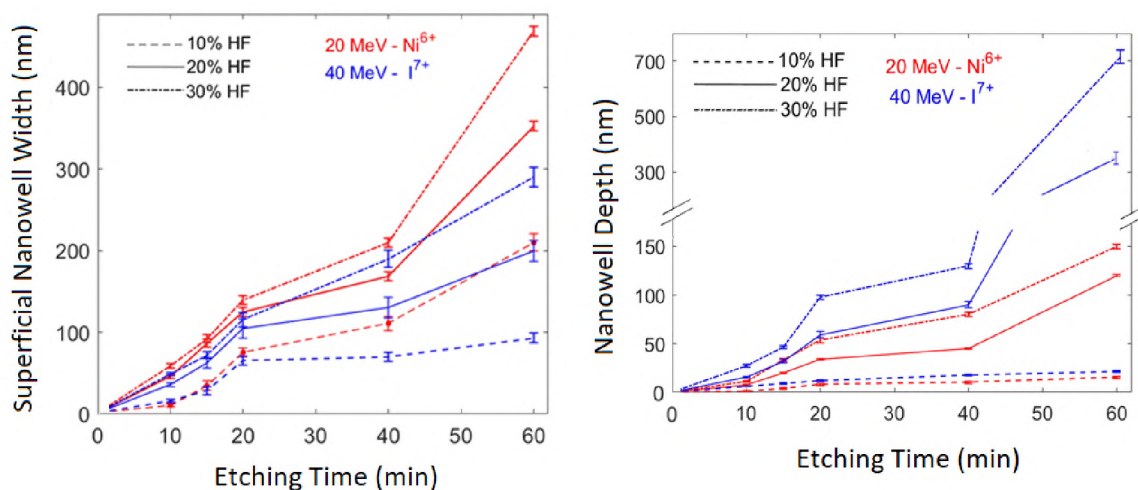 Superficial Nanowell Width (nm)
400
300
200
100
0
10% HF
20% HF
30% HF
20 MeV - Ni⁶⁺
40 MeV - I⁷⁺
0 10 20 30 40 50 60
Etching Time (min)
Nanowell Depth (nm)
700
500
300
150
100
50
0
10% HF
20% HF
30% HF
20 MeV - Ni⁶⁺
40 MeV - I⁷⁺
0 10 20 30 40 50 60
Etching Time (min)